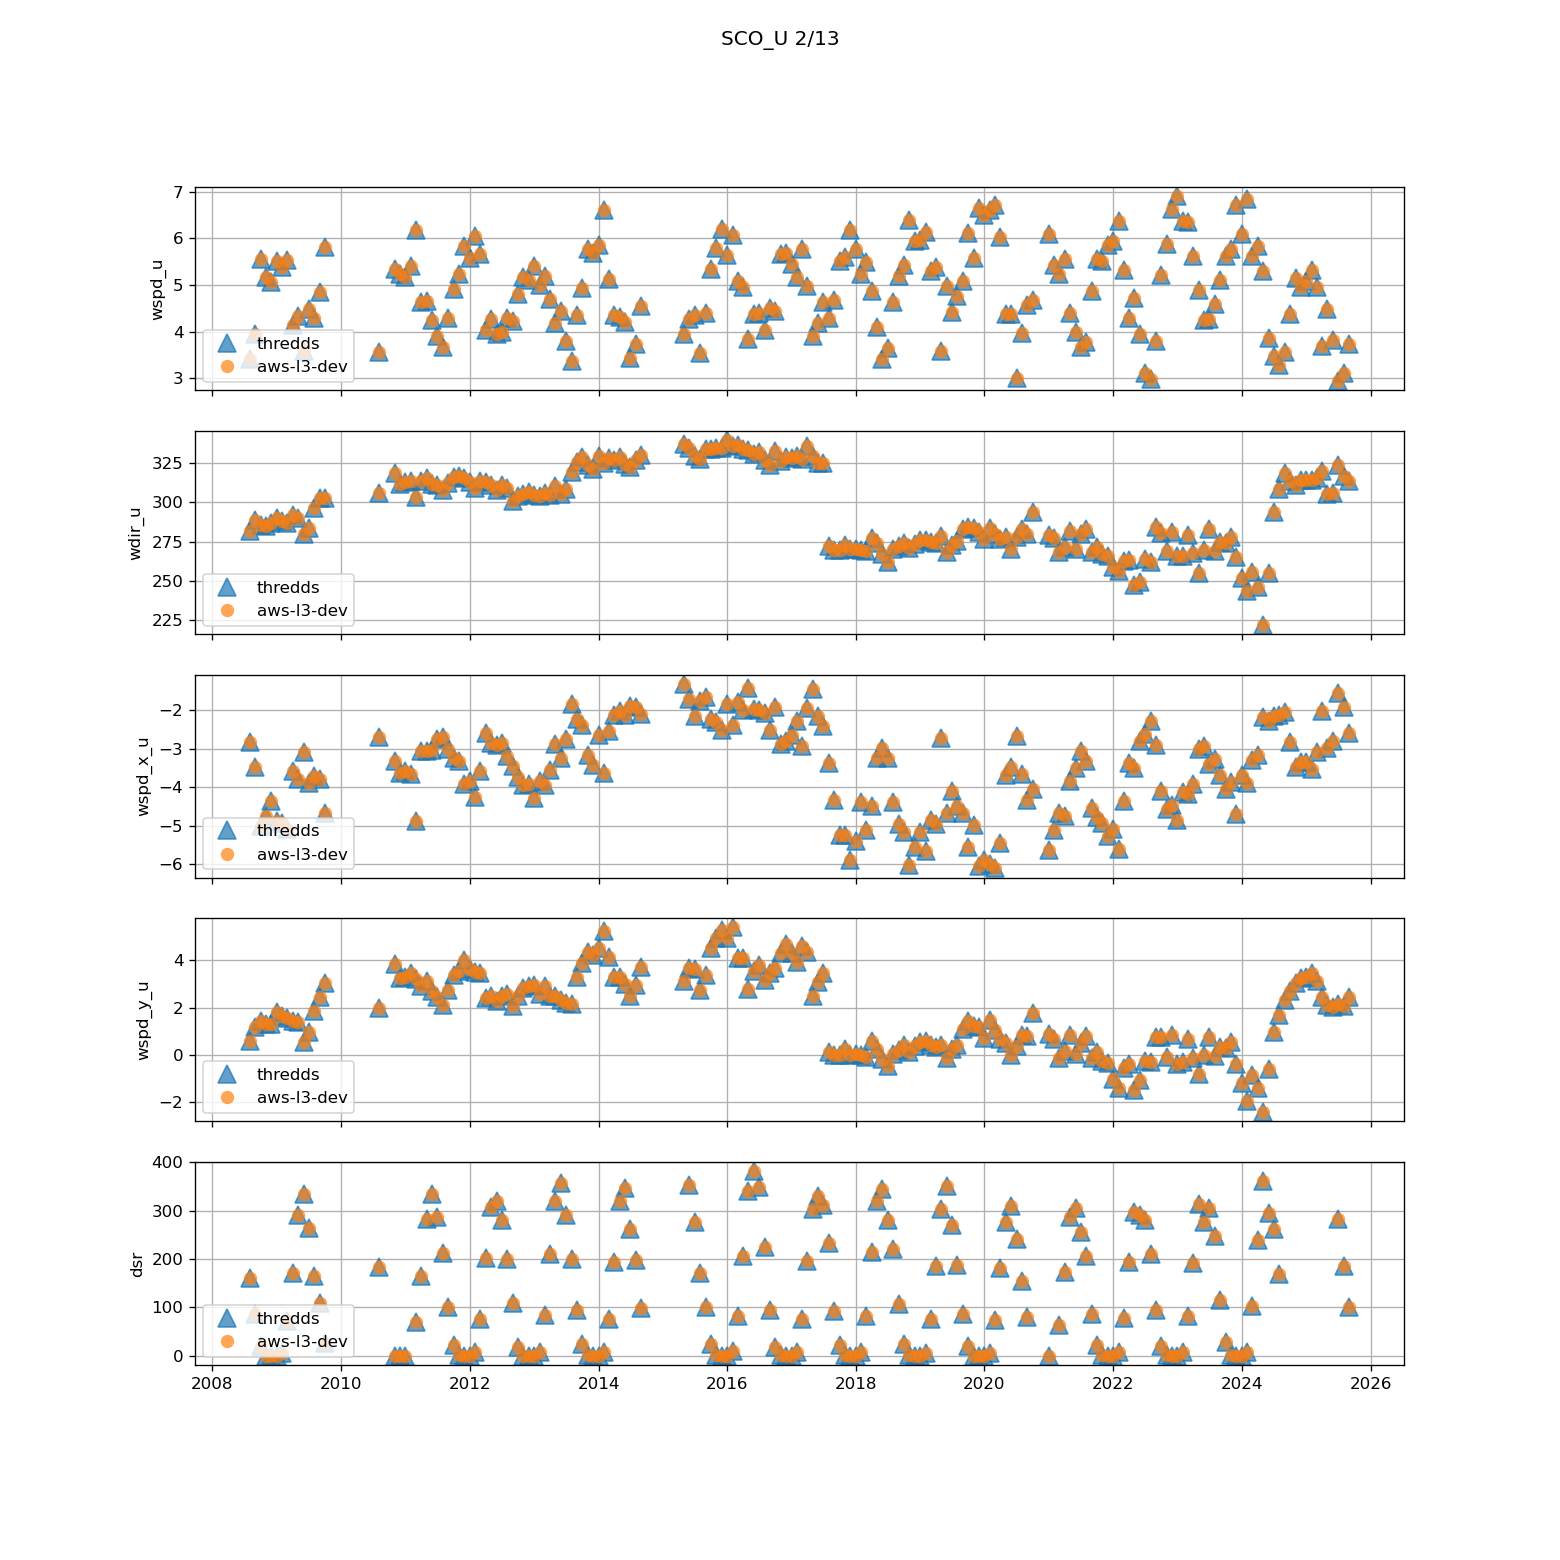 SCO_U 2/13
7
6
5
4
3
wspd_u
thredds
aws-l3-dev
325
300
275
250
225
wdir_u
thredds
aws-l3-dev
−2
−3
−4
−5
−6
wspd_x_u
thredds
aws-l3-dev
4
2
0
−2
wspd_y_u
thredds
aws-l3-dev
400
300
200
100
0
dsr
thredds
aws-l3-dev
2008 2010 2012 2014 2016 2018 2020 2022 2024 2026